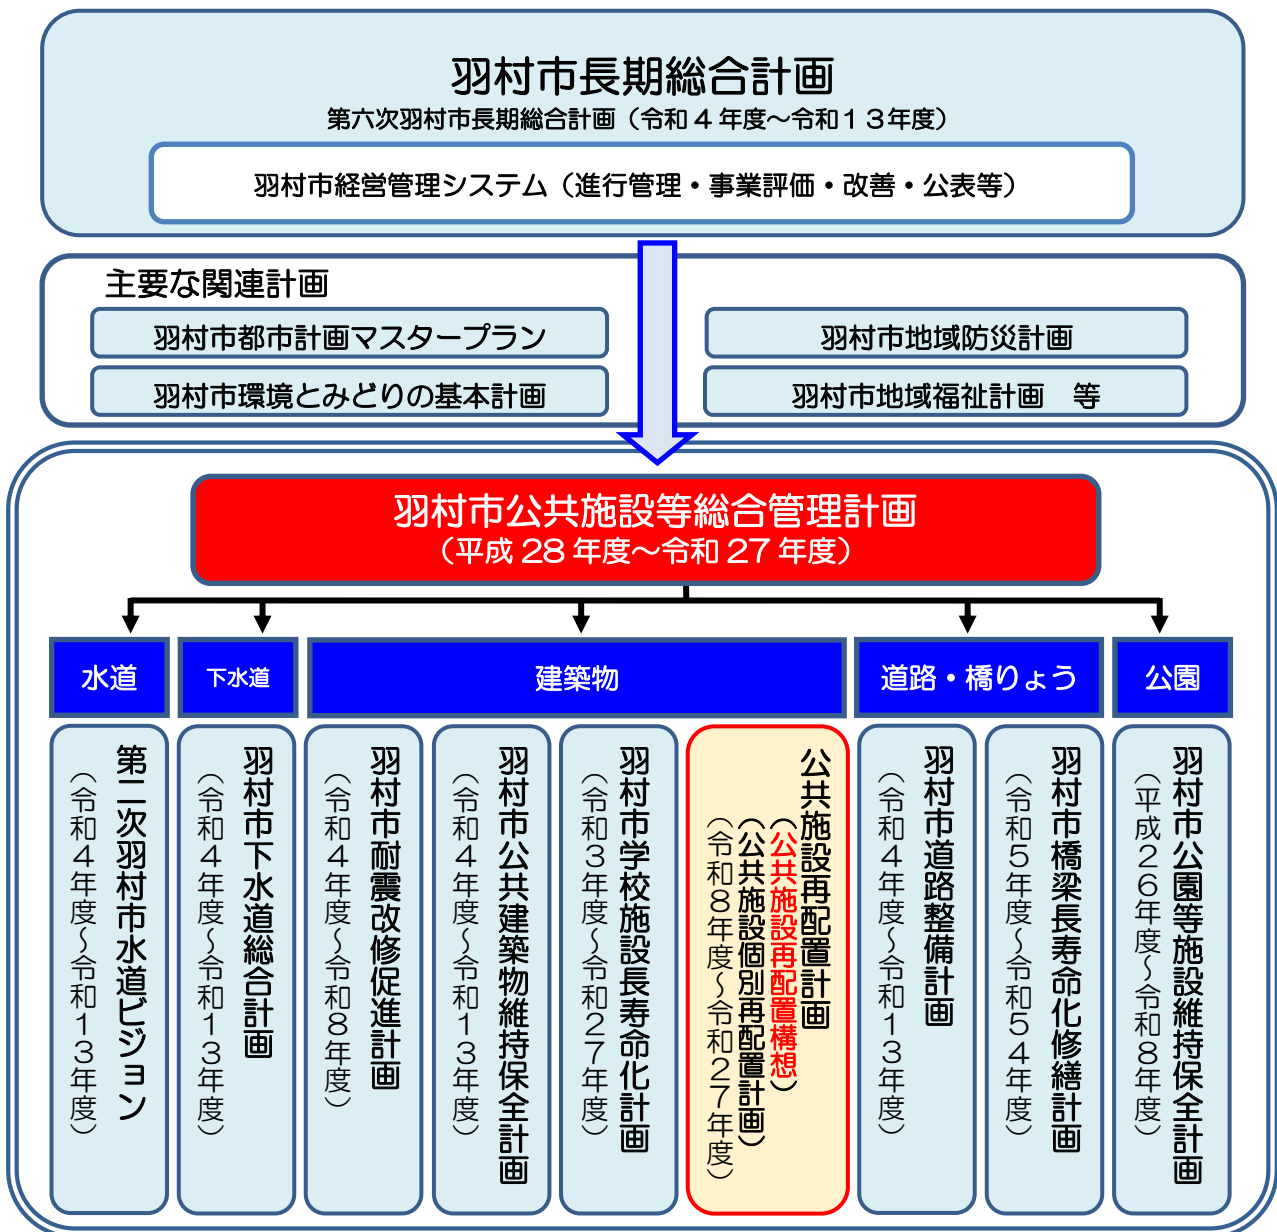 羽村市長期総合計画
第六次羽村市長期総合計画（令和４年度～令和１３年度）
羽村市経営管理システム（進行管理・事業評価・改善・公表等）
主要な関連計画
羽村市都市計画マスタープラン
羽村市地域防災計画
羽村市環境とみどりの基本計画
羽村市地域福祉計画　等
羽村市公共施設等総合管理計画
（平成 28 年度～令和 27 年度）
水道
下水道
建築物
道路・橋りょう
公園
第二次羽村市水道ビジョン
（令和４年度～令和１３年度）
羽村市下水道総合計画
（令和４年度～令和１３年度）
羽村市耐震改修促進計画
（令和４年度～令和８年度）
羽村市公共建築物維持保全計画
（令和４年度～令和１３年度）
羽村市学校施設長寿命化計画
（令和３年度～令和２７年度）
公共施設再配置計画
（公共施設再配置構想）
（公共施設個別再配置計画）
（令和８年度～令和２７年度）
羽村市道路整備計画
（令和４年度～令和１３年度）
羽村市橋梁長寿命化修繕計画
（令和５年度～令和５４年度）
羽村市公園等施設維持保全計画
（平成２６年度～令和８年度）